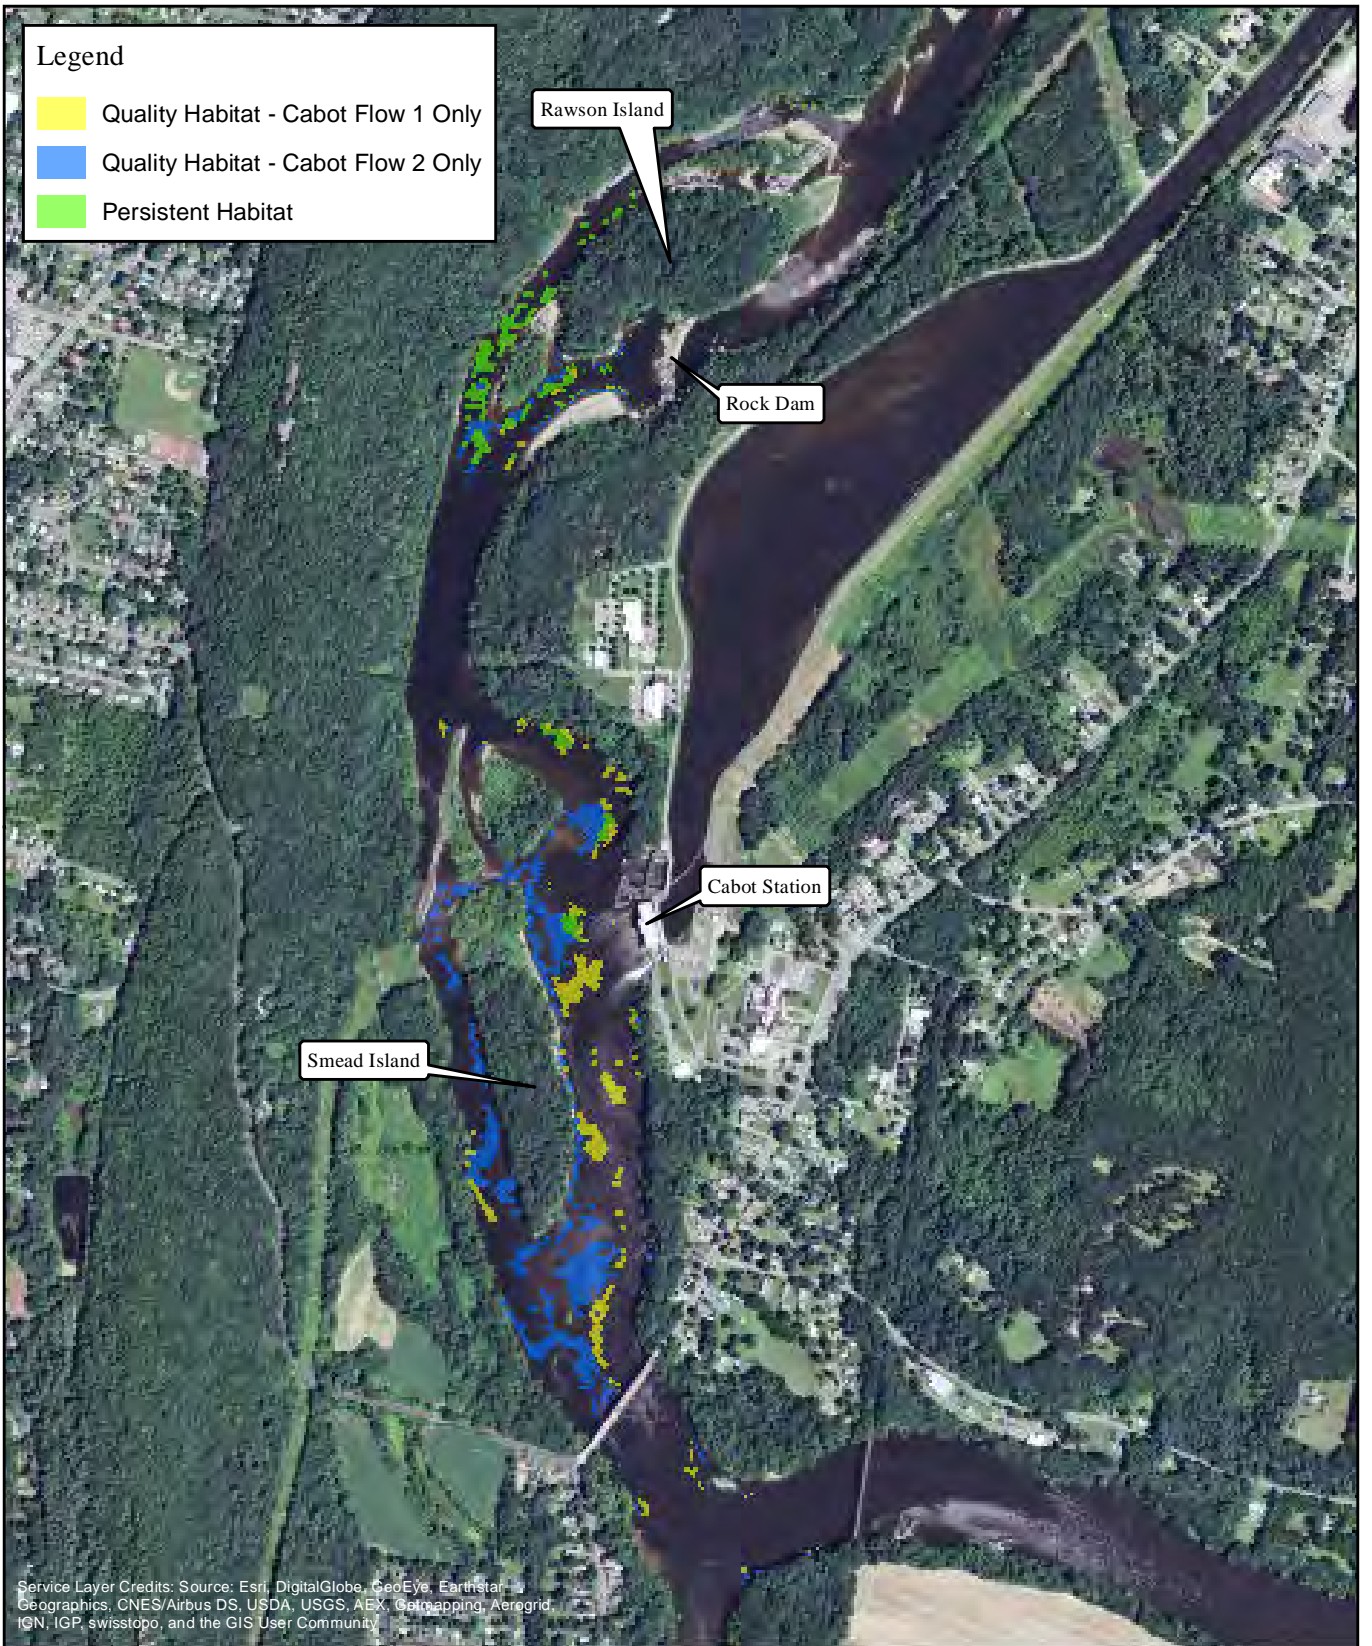 Legend
Quality Habitat - Cabot Flow 1 Only
Quality Habitat - Cabot Flow 2 Only
Persistent Habitat
Rawson Island
Rock Dam
Cabot Station
Smead Island
Service Layer Credits: Source: Esri, DigitalGlobe, GeoEye, Earthstar
Geographics, CNES/Airbus DS, USDA, USGS, AEX, Getmapping, Aerogrid,
IGN, IGP, swisstopo, and the GIS User Community